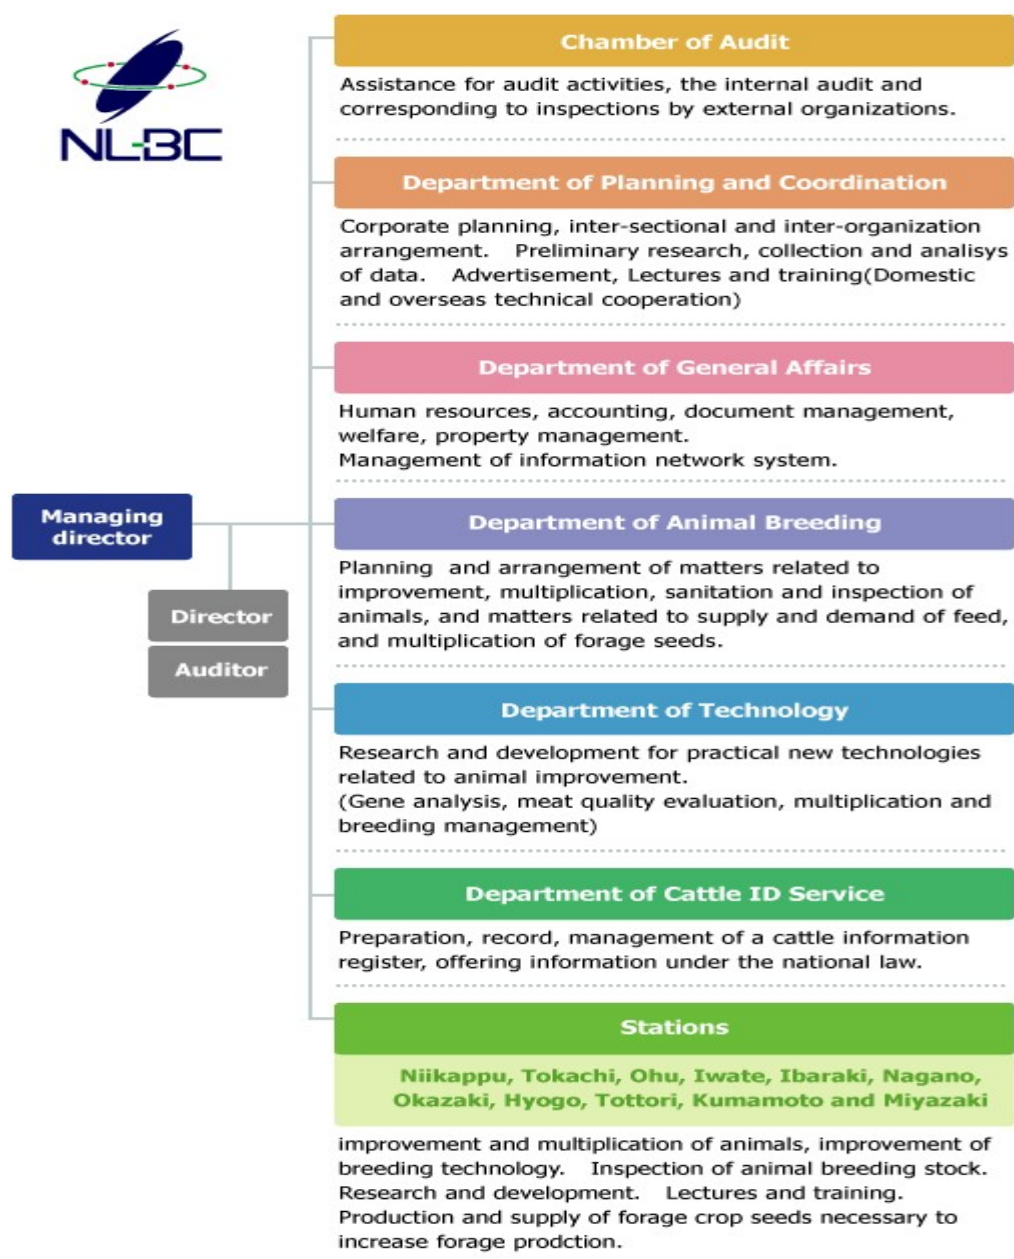 NLBC
Chamber of Audit
Assistance for audit activities, the internal audit and
corresponding to inspections by external organizations.
Department of Planning and Coordination
Corporate planning, inter-sectional and inter-organization
arrangement. Preliminary research, collection and analisys
of data. Advertisement, Lectures and training(Domestic
and overseas technical cooperation)
Department of General Affairs
Human resources, accounting, document management,
welfare, property management.
Management of information network system.
Managing
director
Director
Auditor
Department of Animal Breeding
Planning and arrangement of matters related to
improvement, multiplication, sanitation and inspection of
animals, and matters related to supply and demand of feed,
and multiplication of forage seeds.
Department of Technology
Research and development for practical new technologies
related to animal improvement.
(Gene analysis, meat quality evaluation, multiplication and
breeding management)
Department of Cattle ID Service
Preparation, record, management of a cattle information
register, offering information under the national law.
Stations
Niikappu, Tokachi, Ohu, Iwate, Ibaraki, Nagano,
Okazaki, Hyogo, Tottori, Kumamoto and Miyazaki
improvement and multiplication of animals, improvement of
breeding technology. Inspection of animal breeding stock.
Research and development. Lectures and training.
Production and supply of forage crop seeds necessary to
increase forage prodction.